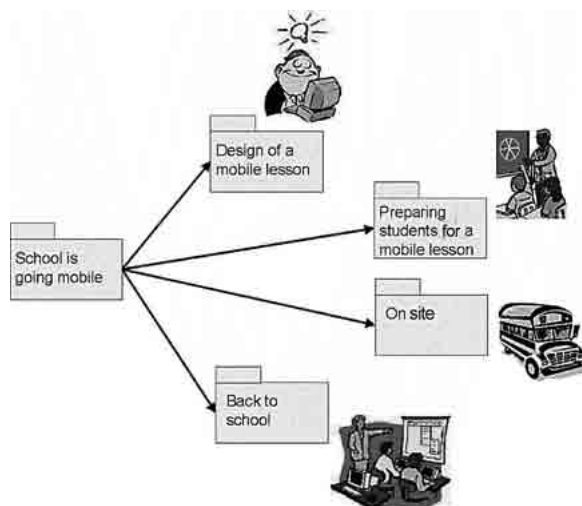 Design of a
mobile lesson
Preparing
students for a
mobile lesson
School is
going mobile
On site
Back to
school